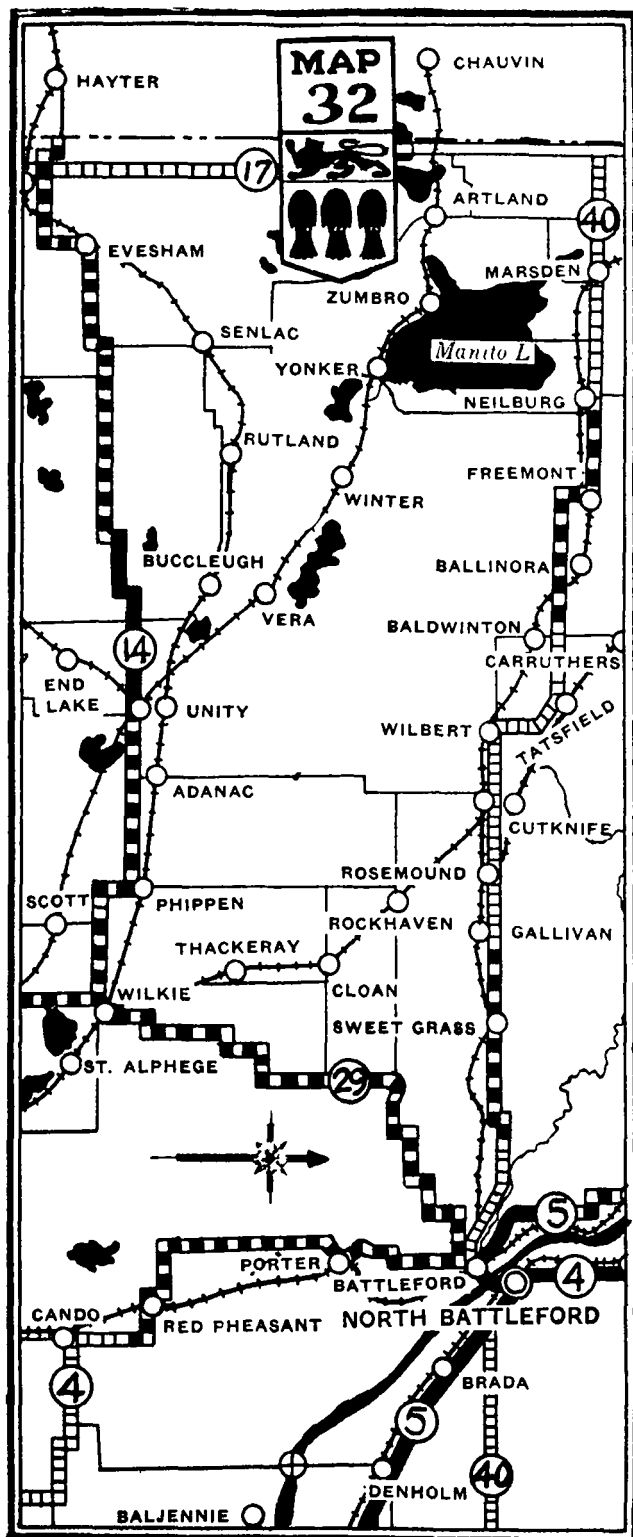 MAP
32
CHAUVIN
HAYTER
17
ARTLAND
40
EVESHAM
MARSDEN
ZUMBRO
SENLAC
Manito L
YONKER
NEILBURG
RUTLAND
FREEMONT
WINTER
BUCCLEUGH
BALLINORA
VERA
BALDWINTON
14
CARRUTHERS
END
LAKE
UNITY
WILBERT
TATSFIELD
ADANAC
CUTKNIFE
ROSEMOUND
SCOTT
PHIPPEN
ROCKHAVEN
GALLIVAN
THACKERAY
CLOAN
WILKIE
SWEET GRASS
ST. ALPHEGE
29
5
PORTER
BATTLEFORD
4
CANDO
RED PHEASANT
NORTH BATTLEFORD
4
BRADA
5
40
DENHOLM
BALJENNIE